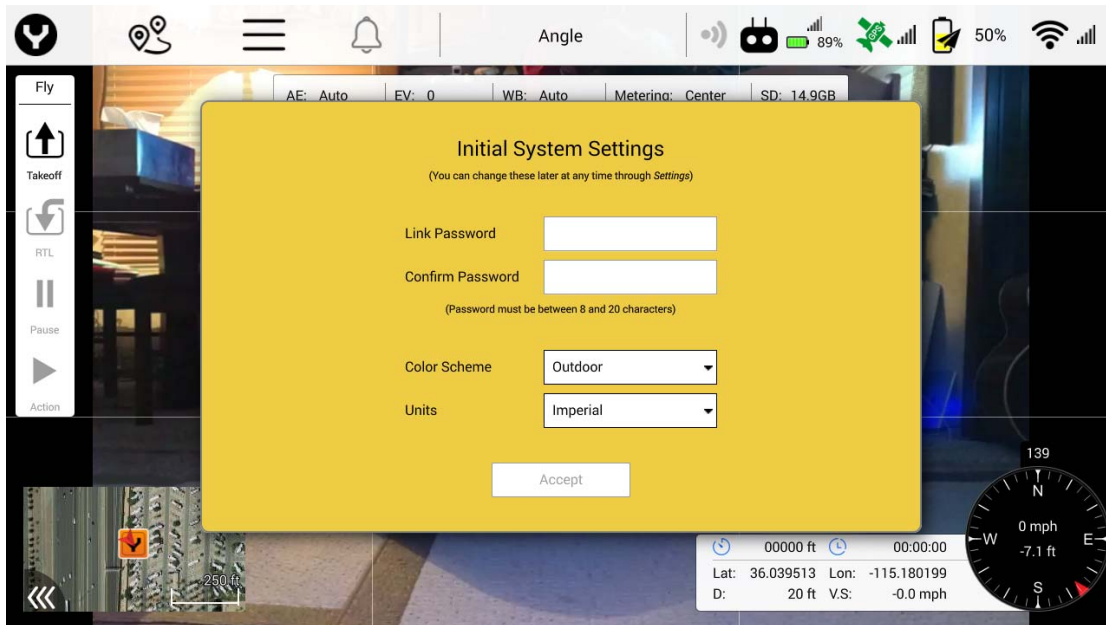 Angle
89%
GPS
50%
Fly
Takeoff
RTL
Pause
Action
AE: Auto
EV: 0
WB: Auto
Metering: Center
SD: 14.9GB
Initial System Settings
(You can change these later at any time through Settings)
Link Password
Confirm Password
(Password must be between 8 and 20 characters)
Color Scheme
Outdoor
Units
Imperial
Accept
250 ft
00000 ft
00:00:00
Lat: 36.039513 Lon: -115.180199
D: 20 ft V.S: -0.0 mph
139
N
0 mph
W
E
-7.1 ft
S